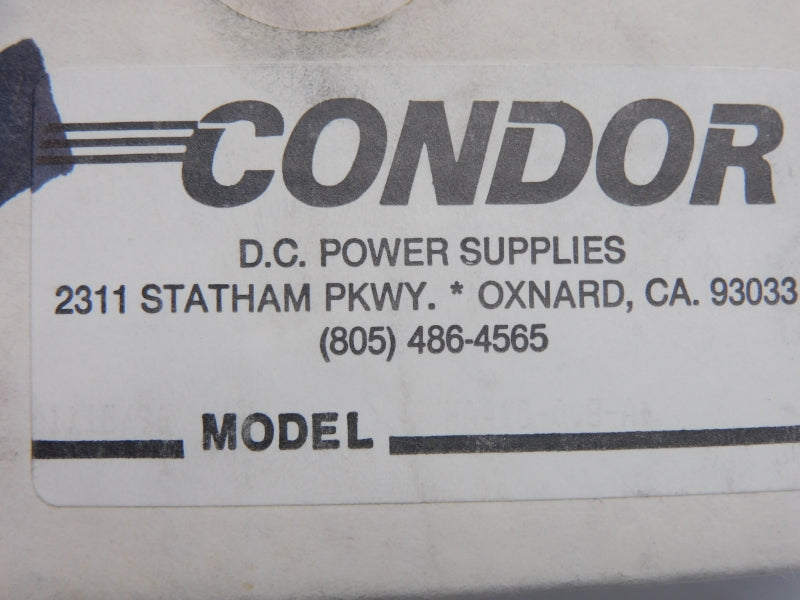 CONDOR
D.C. POWER SUPPLIES
2311 STATHAM PKWY. * OXNARD, CA. 93033
(805) 486-4565
MODEL